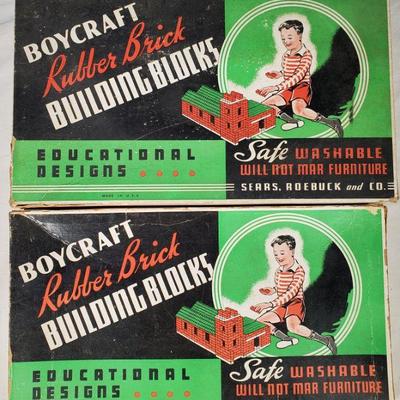 BOYCRAFT
Rubber Brick
BUILDING BLOCKS
EDUCATIONAL
DESIGNS
MADE IN U.S.A.
Safe WASHABLE
WILL NOT MAR FURNITURE
SEARS, ROEBUCK and CO.
BOYCRAFT
Rubber Brick
BUILDING BLOCKS
EDUCATIONAL
DESIGNS
Safe WASHABLE
WILL NOT MAR FURNITURE